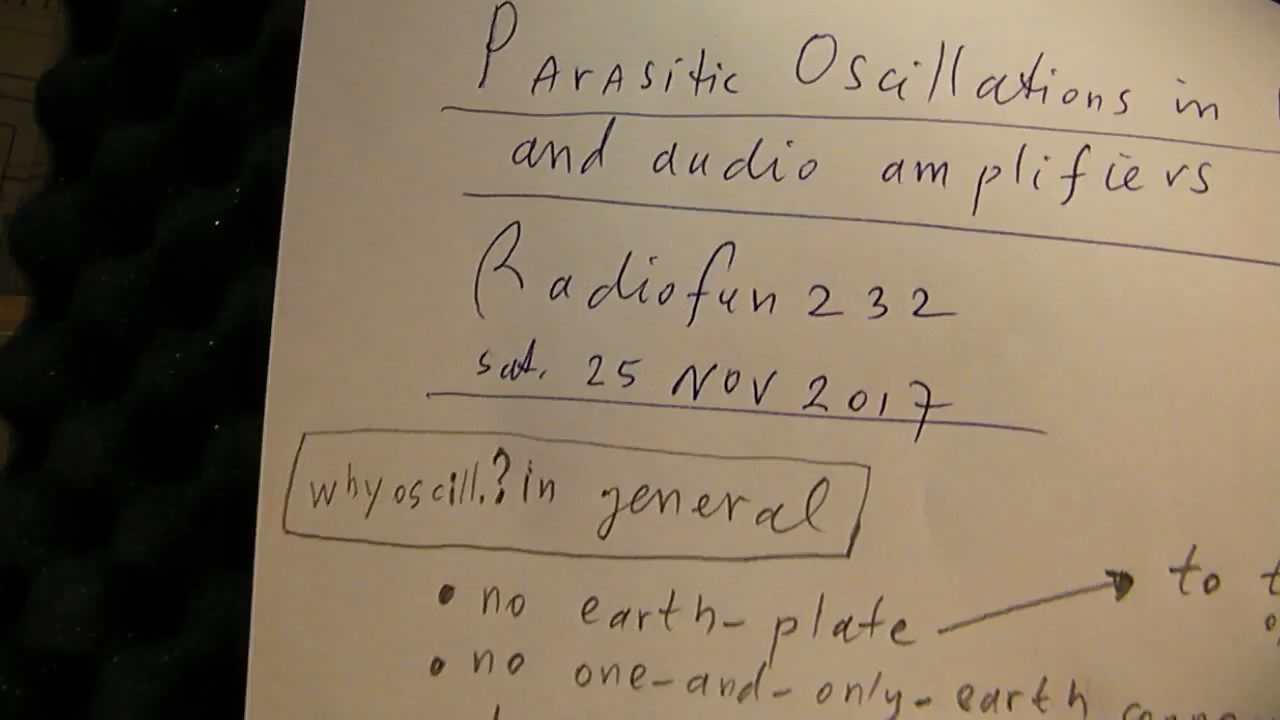 Parasitic Oscillations in
and audio amplifiers
Radiofun 232
sat. 25 NOV 2017
why oscill.? in general
• no earth-plate → to
• no one-and-only-earth